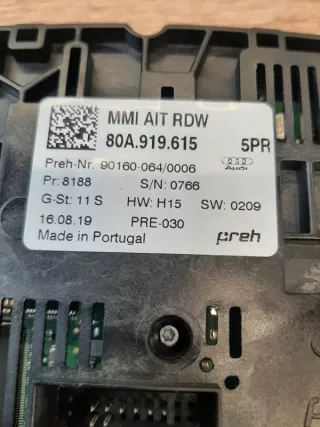 MMI AIT RDW
80A.919.615 5PR
Preh-Nr. 90160-064/0006 Audi
Pr: 8188 S/N: 0766
G-St: 11 S HW: H15 SW: 0209
16.08.19 PRE-030
Made in Portugal preh